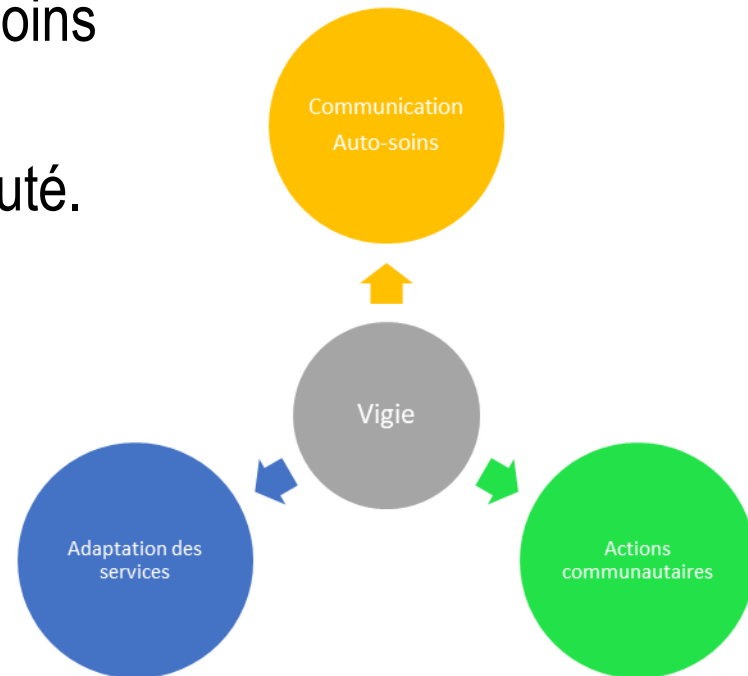 oins
uté.
Communication
Auto-soins
Vigie
Adaptation des
services
Actions
communautaires